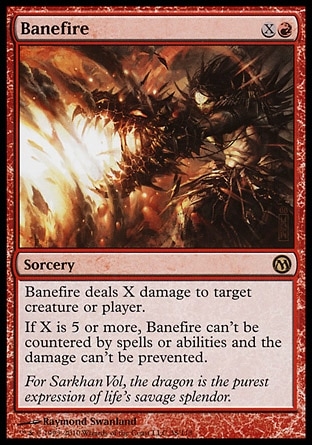 Banefire X R
Sorcery
Banefire deals X damage to target
creature or player.
If X is 5 or more, Banefire can't be
countered by spells or abilities and the
damage can't be prevented.
For Sarkhan Vol, the dragon is the purest
expression of life's savage splendor.
Raymond Swanland